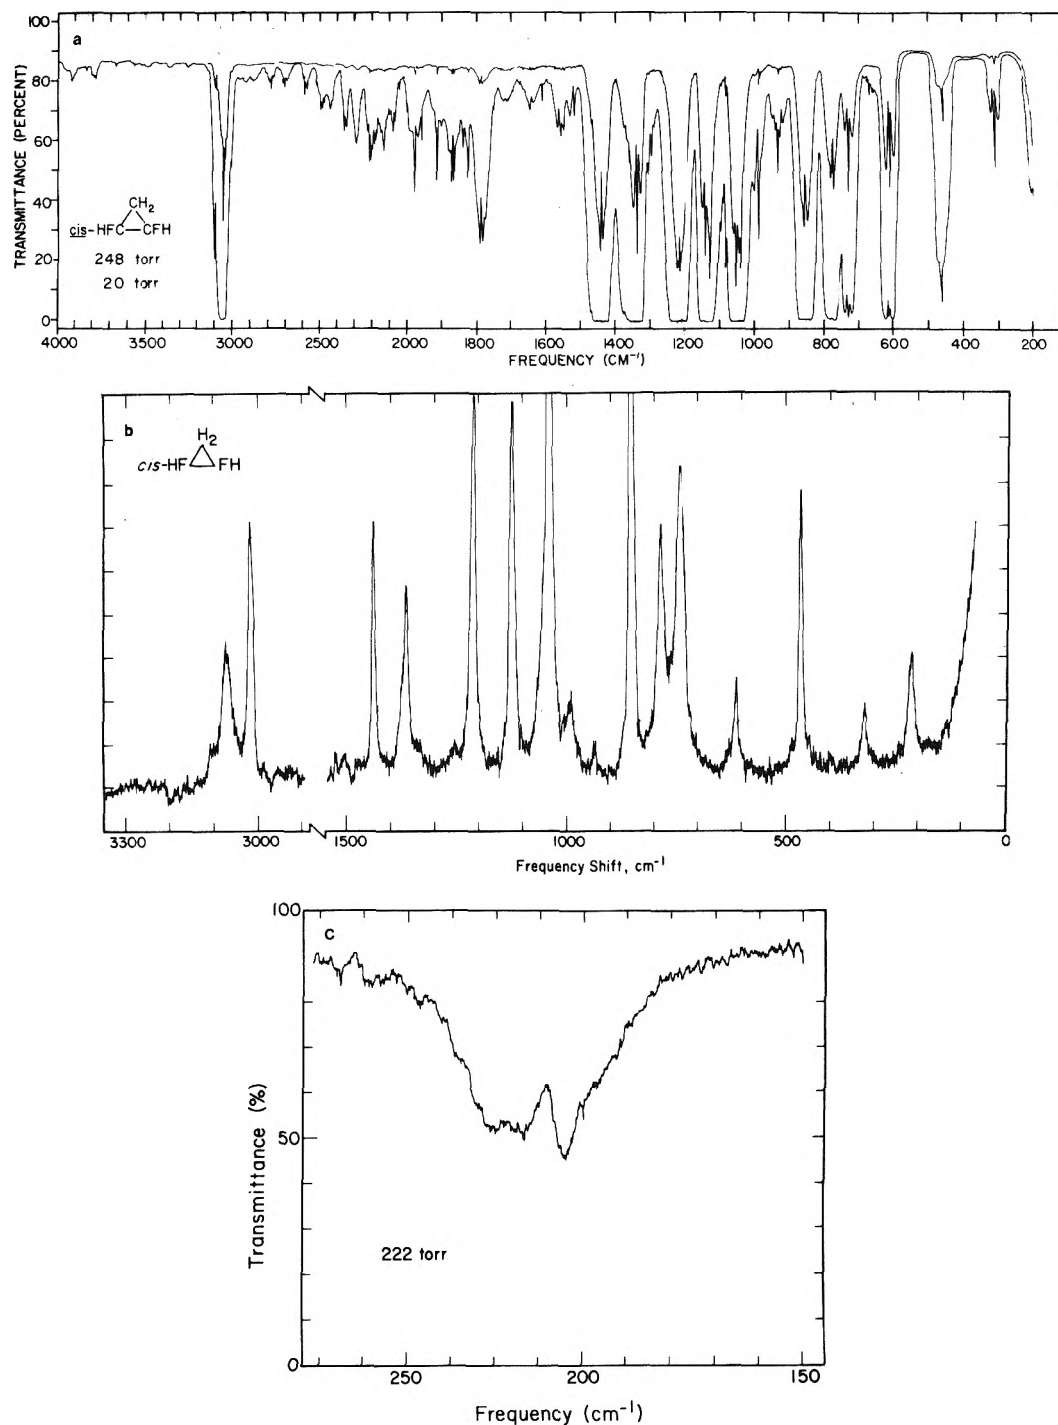 100
a
80
60
40
20
0
TRANSMITTANCE (PERCENT)
CH2
cis-HFC-CFH
248 torr
20 torr
4000 3500 3000 2500 2000 1800 1600 1400 1200 1000 800 600 400 200
FREQUENCY (CM⁻¹)
b
H2
cis-HF FH
3300 3000 1500 1000 500 0
Frequency Shift, cm⁻¹
100
c
50
0
Transmittance (%)
222 torr
250 200 150
Frequency (cm⁻¹)